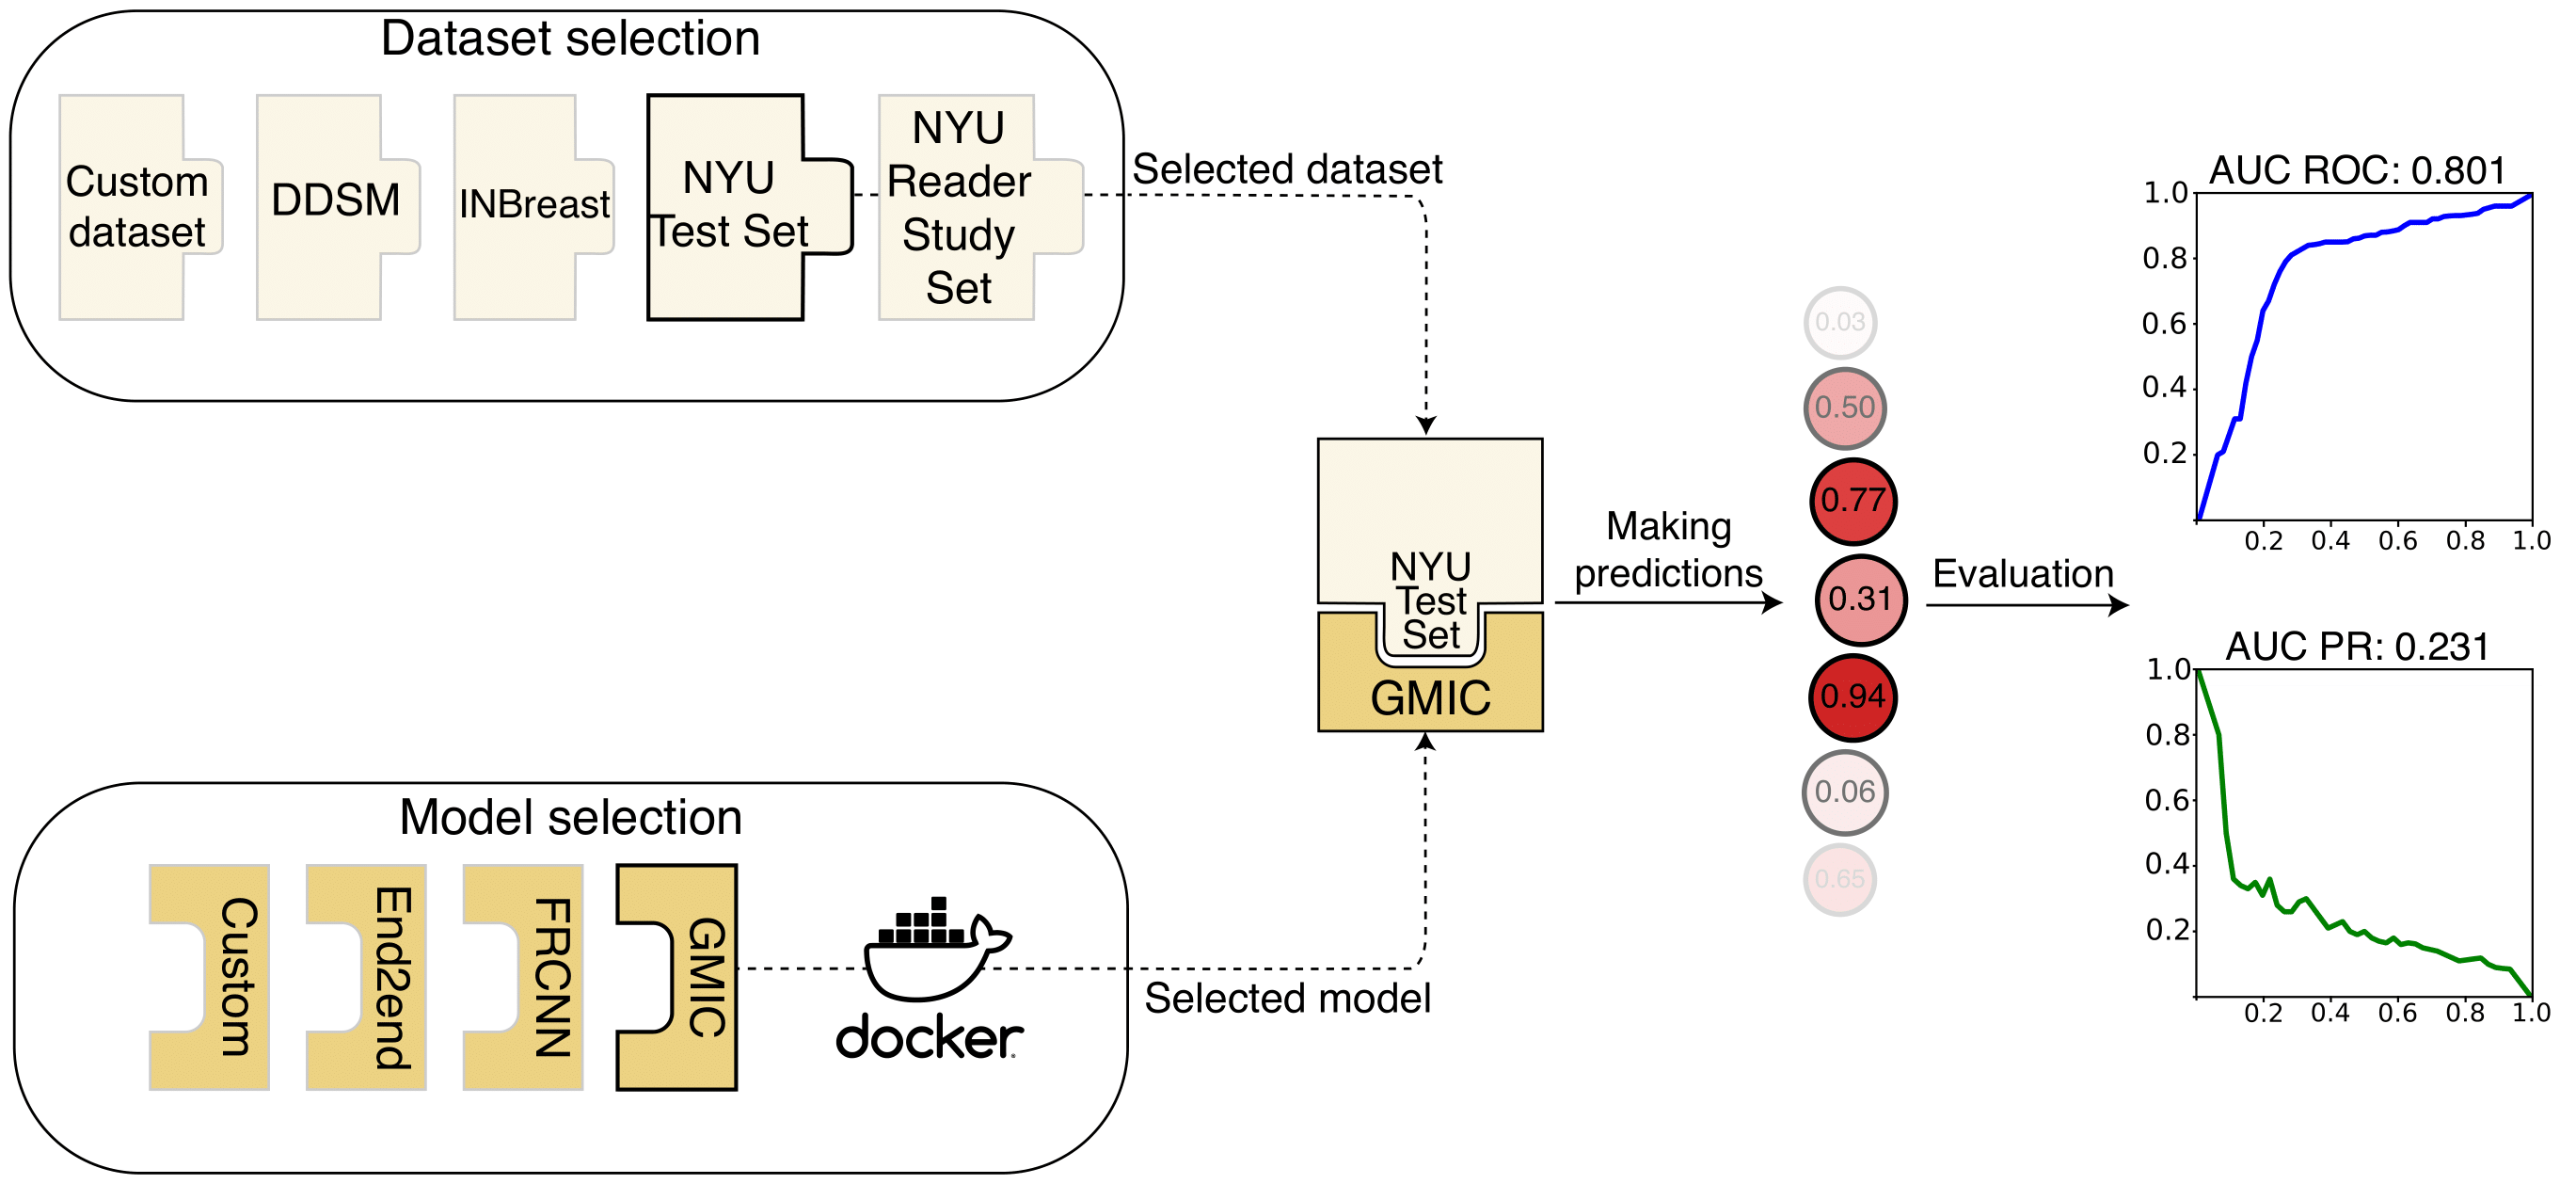 Dataset selection
Custom
dataset
DDSM
INBreast
NYU
Test Set
NYU
Reader
Study
Set
Selected dataset
Model selection
Custom
End2end
FRCNN
GMIC
docker
Selected model
NYU
Test
Set
GMIC
Making
predictions
0.03
0.50
0.77
0.31
0.94
0.06
0.65
Evaluation
AUC ROC: 0.801
1.0
0.8
0.6
0.4
0.2
0.2 0.4 0.6 0.8 1.0
AUC PR: 0.231
1.0
0.8
0.6
0.4
0.2
0.2 0.4 0.6 0.8 1.0